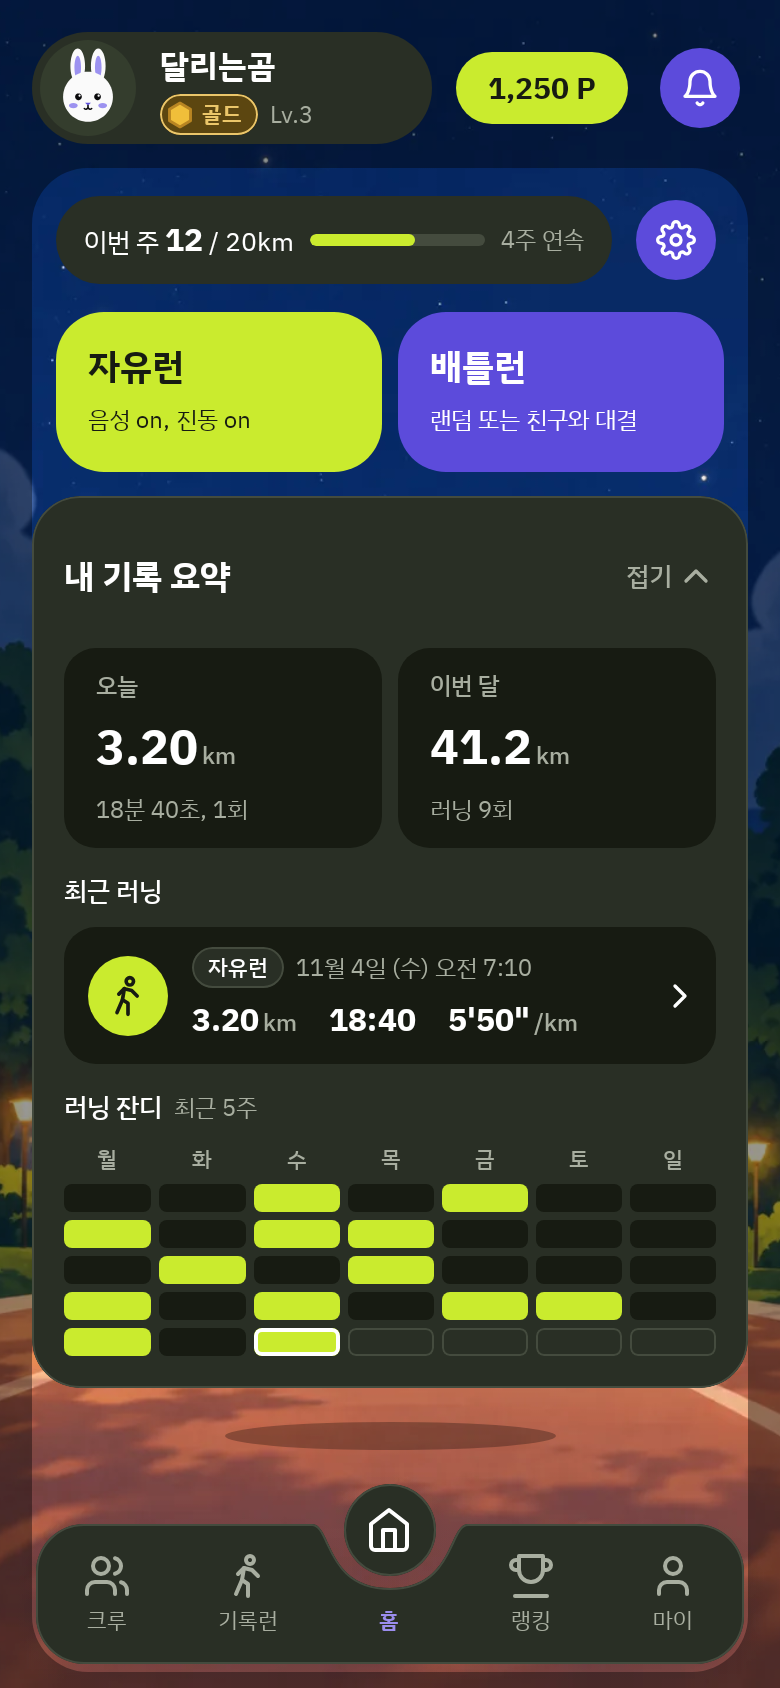 달리는곰
골드 Lv.3
1,250 P
이번 주 12 / 20km 4주 연속
자유런
음성 on, 진동 on
배틀런
랜덤 또는 친구와 대결
내 기록 요약 접기
오늘
3.20 km
18분 40초, 1회
이번 달
41.2 km
러닝 9회
최근 러닝
자유런 11월 4일 (수) 오전 7:10
3.20 km 18:40 5'50" /km
러닝 잔디 최근 5주
월 화 수 목 금 토 일
크루 기록런 홈 랭킹 마이